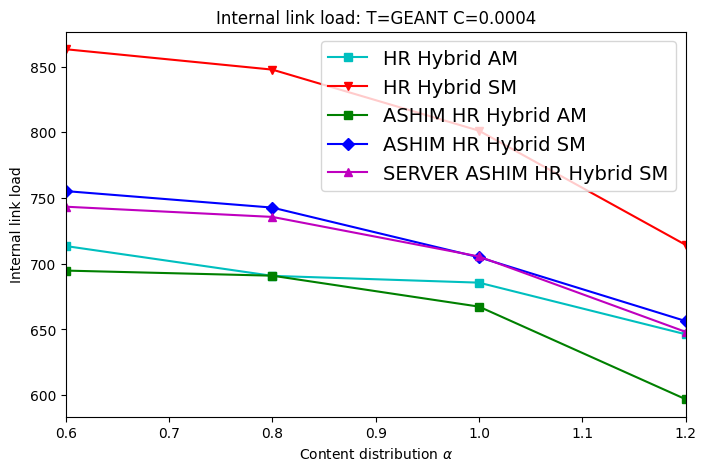 Internal link load: T=GEANT C=0.0004
HR Hybrid AM
HR Hybrid SM
ASHIM HR Hybrid AM
ASHIM HR Hybrid SM
SERVER ASHIM HR Hybrid SM
Internal link load
850
800
750
700
650
600
0.6 0.7 0.8 0.9 1.0 1.1 1.2
Content distribution α